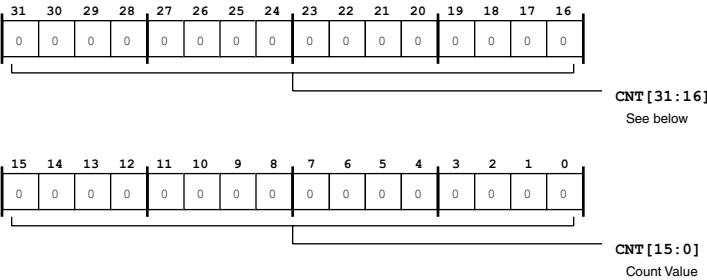 31 30 29 28 27 26 25 24 23 22 21 20 19 18 17 16
0 0 0 0 0 0 0 0 0 0 0 0 0 0 0 0
CNT[31:16]
See below
15 14 13 12 11 10 9 8 7 6 5 4 3 2 1 0
0 0 0 0 0 0 0 0 0 0 0 0 0 0 0 0
CNT[15:0]
Count Value